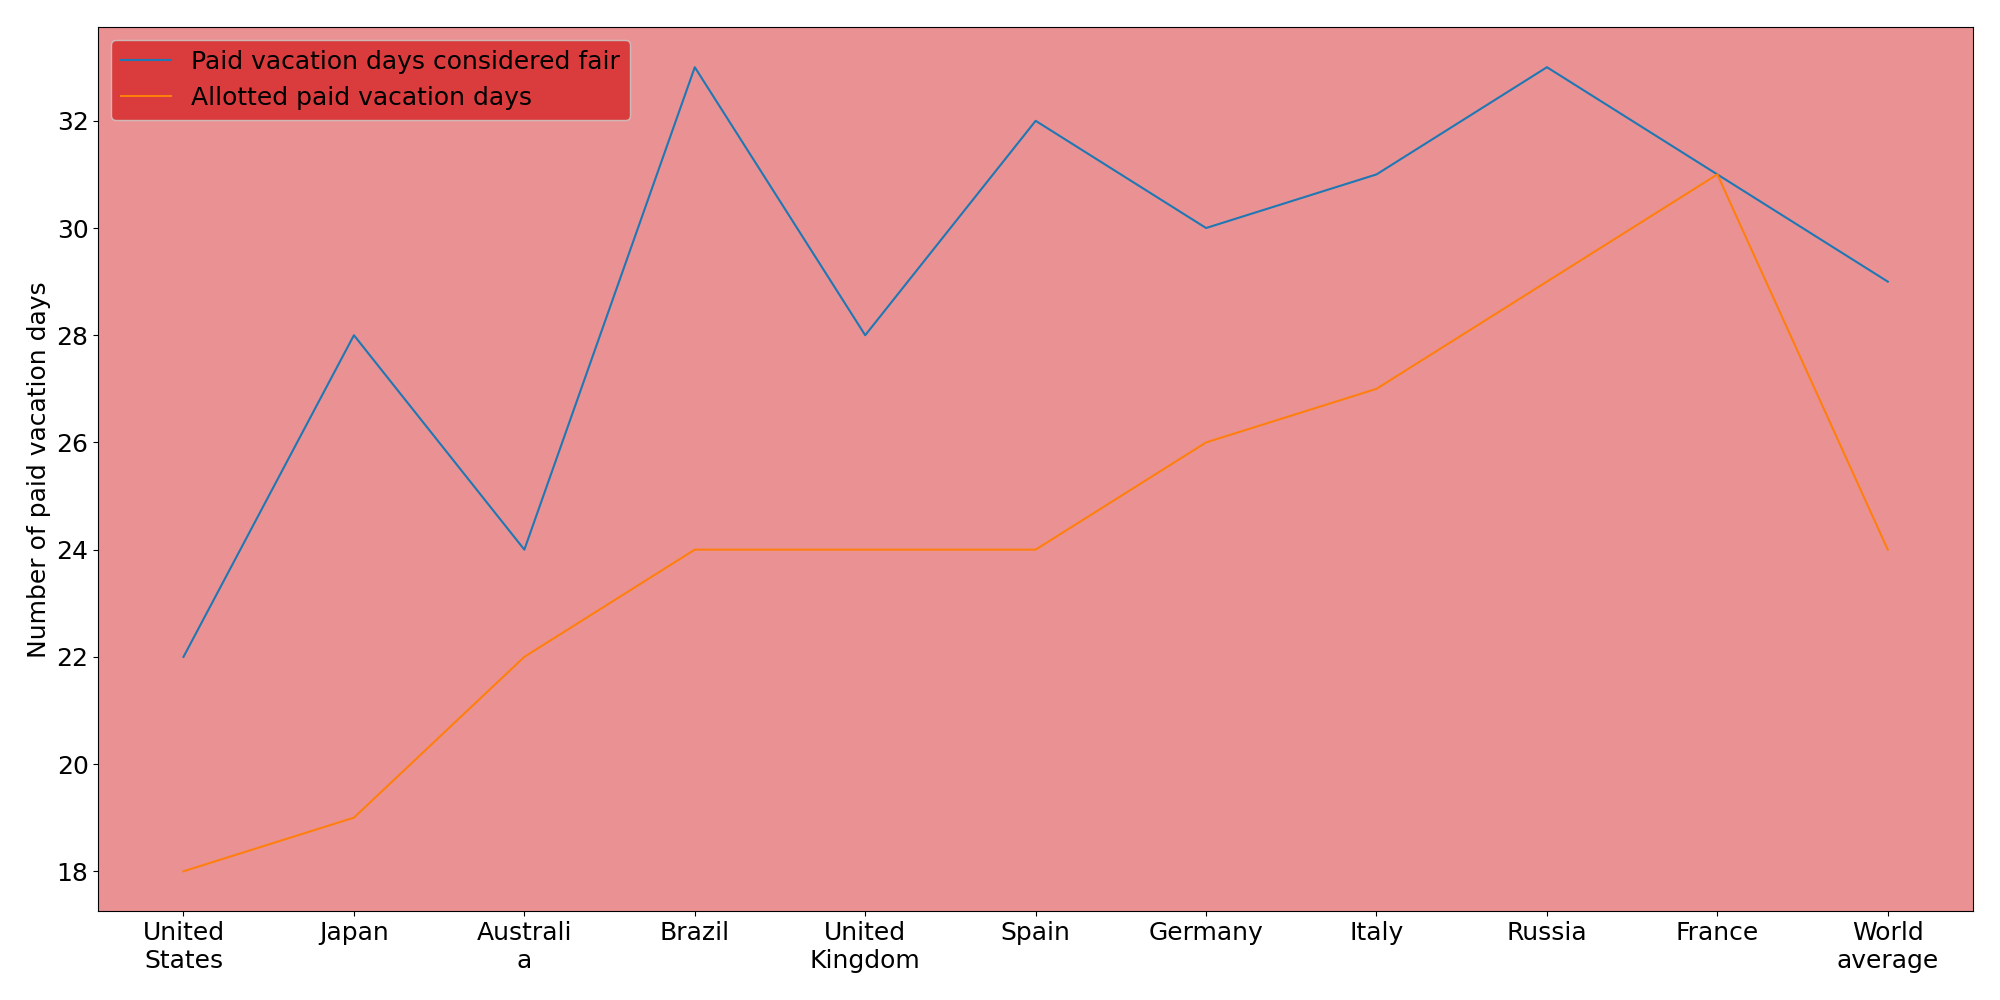 Paid vacation days considered fair
Allotted paid vacation days
Number of paid vacation days
32
30
28
26
24
22
20
18
United
States
Japan
Australi
a
Brazil
United
Kingdom
Spain
Germany
Italy
Russia
France
World
average